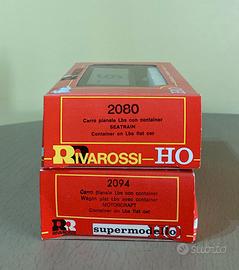 2080
Carro pianale Lbs con container
SEATRAIN
Container on Lbs flat car
RIVAROSSI HO
2094
Carro pianale Lbs con container
Wagon plat Lbs avec container
MOTORCRAFT
Container on Lbs flat car
RR supermodello
subito